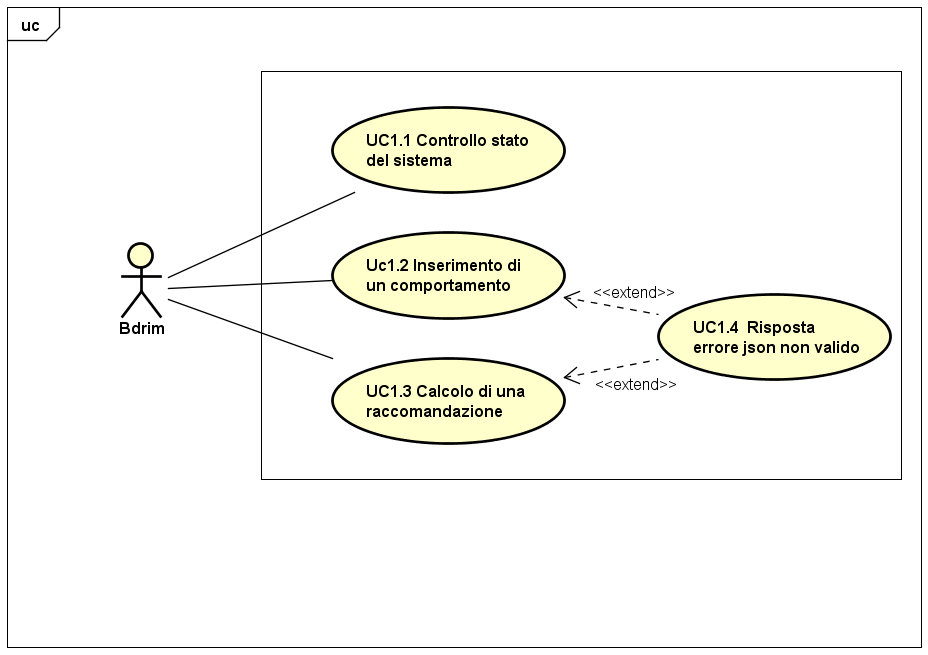 uc
UC1.1 Controllo stato
del sistema
Uc1.2 Inserimento di
un comportamento
<<extend>>
UC1.4  Risposta
errore json non valido
Bdrim
<<extend>>
UC1.3 Calcolo di una
raccomandazione